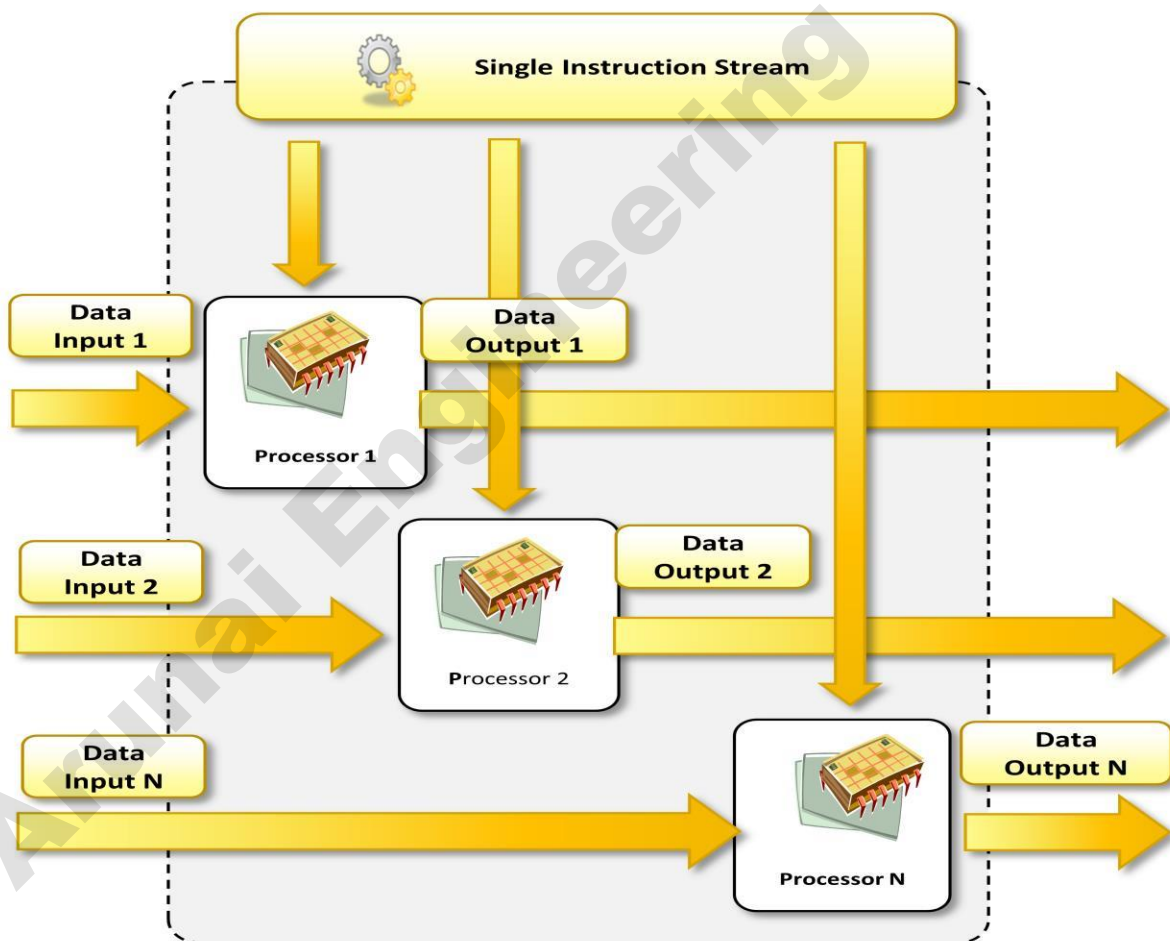 Single Instruction Stream
Data
Input 1
Data
Output 1
Processor 1
Data
Input 2
Data
Output 2
Processor 2
Data
Input N
Data
Output N
Processor N
Arunai Engineering